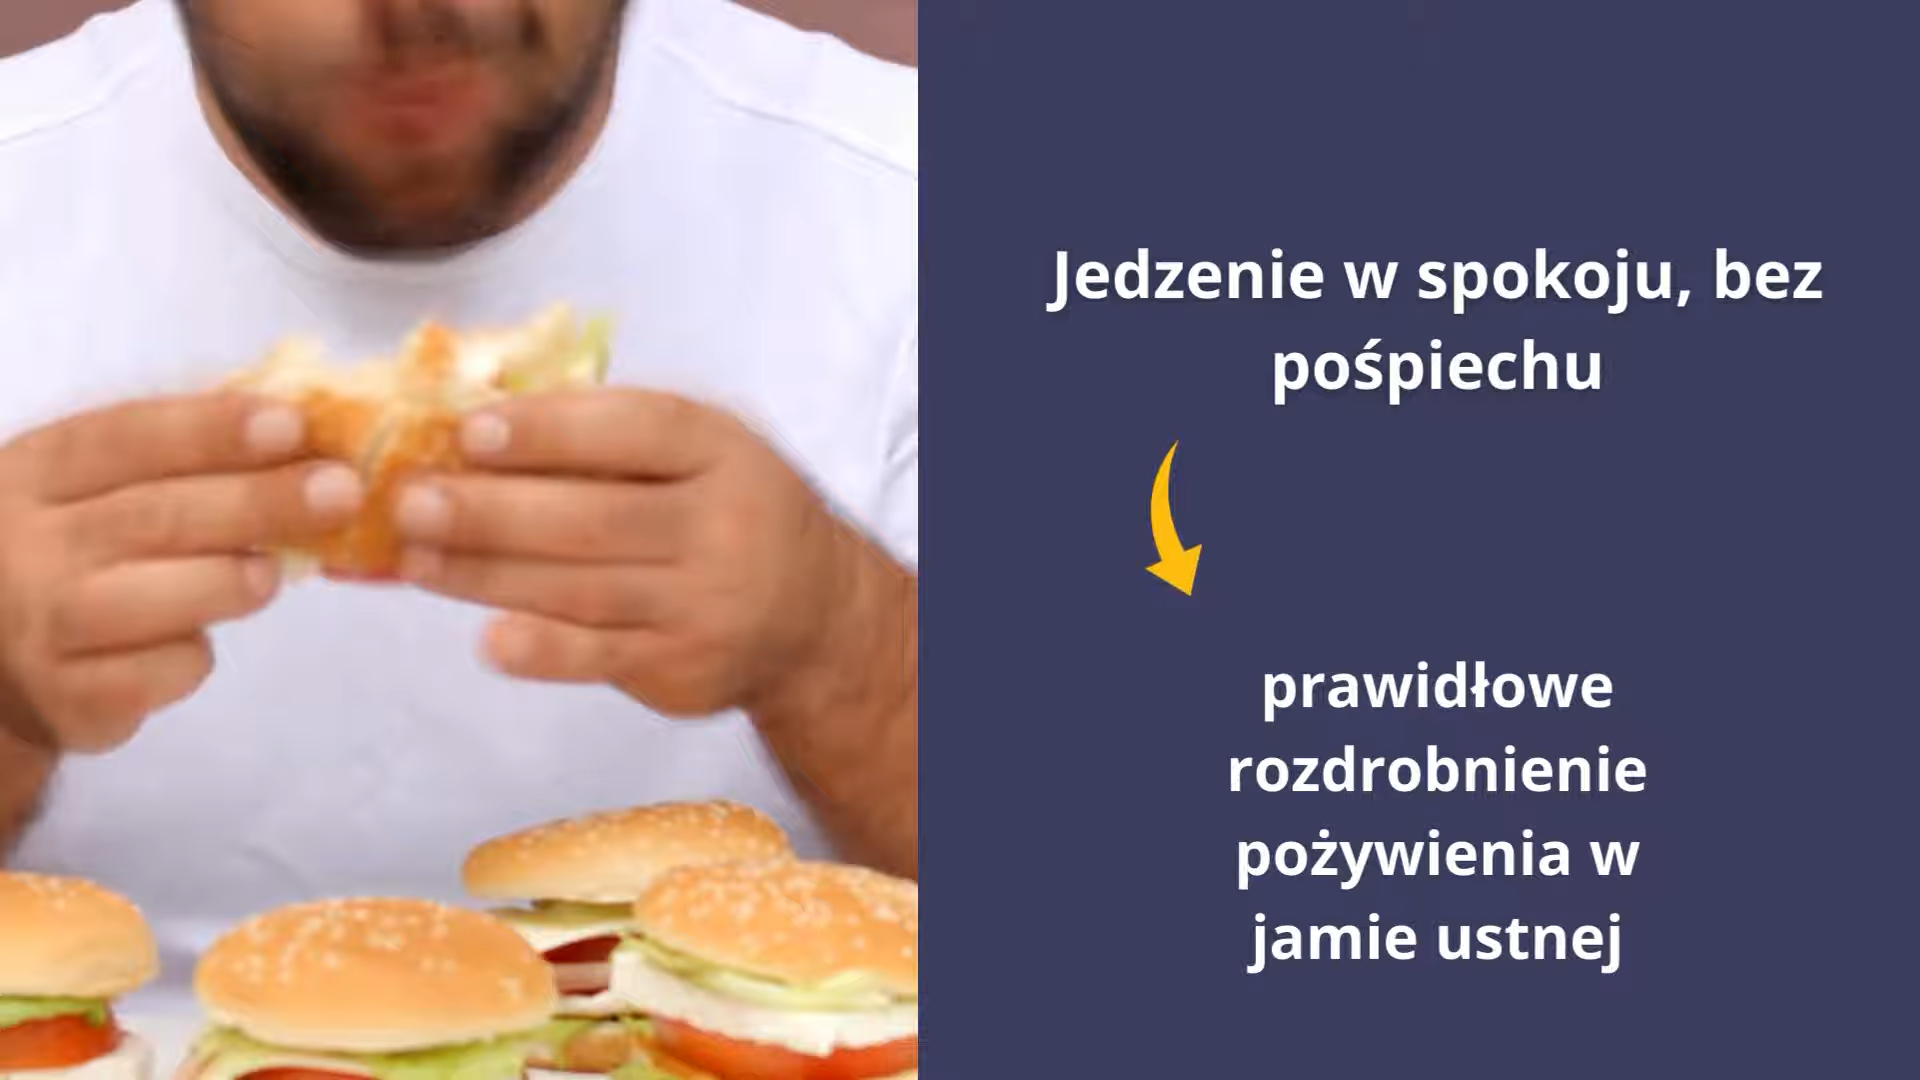 Jedzenie w spokoju, bez
pośpiechu
prawidłowe
rozdrobnienie
pożywienia w
jamie ustnej